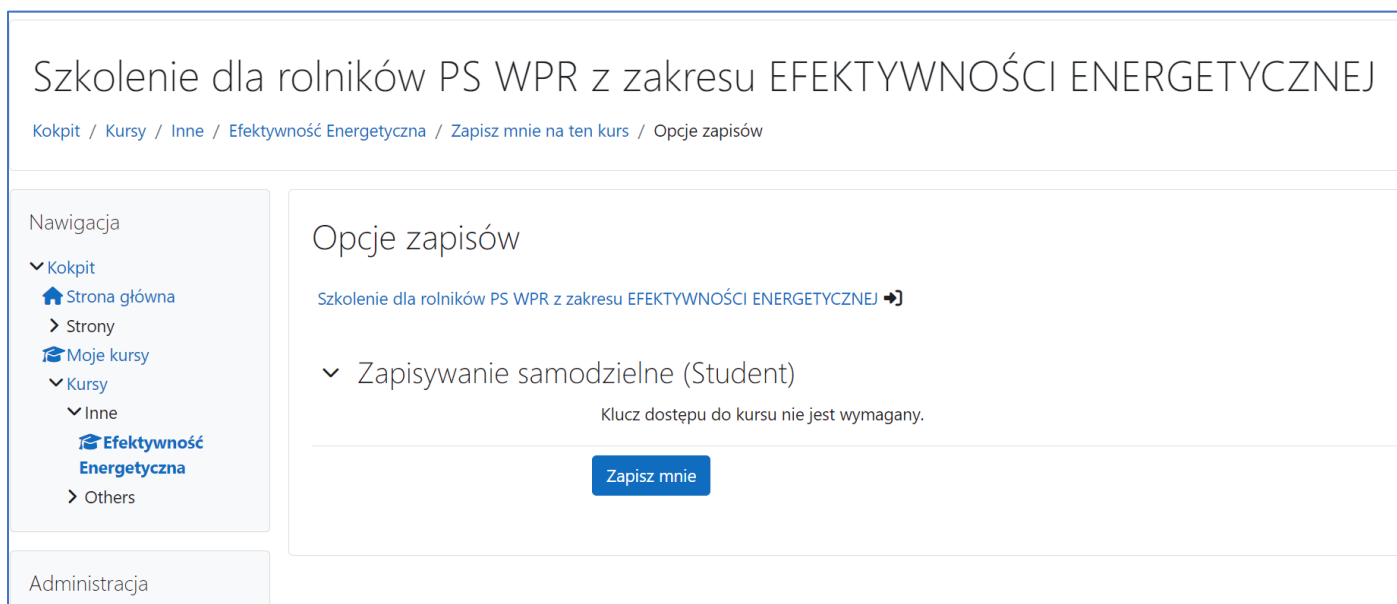 Szkolenie dla rolników PS WPR z zakresu EFEKTYWNOŚCI ENERGETYCZNEJ
Kokpit / Kursy / Inne / Efektywność Energetyczna / Zapisz mnie na ten kurs / Opcje zapisów
Nawigacja
Kokpit
Strona główna
Strony
Moje kursy
Kursy
Inne
Efektywność
Energetyczna
Others
Administracja
Opcje zapisów
Szkolenie dla rolników PS WPR z zakresu EFEKTYWNOŚCI ENERGETYCZNEJ
Zapisywanie samodzielne (Student)
Klucz dostępu do kursu nie jest wymagany.
Zapisz mnie